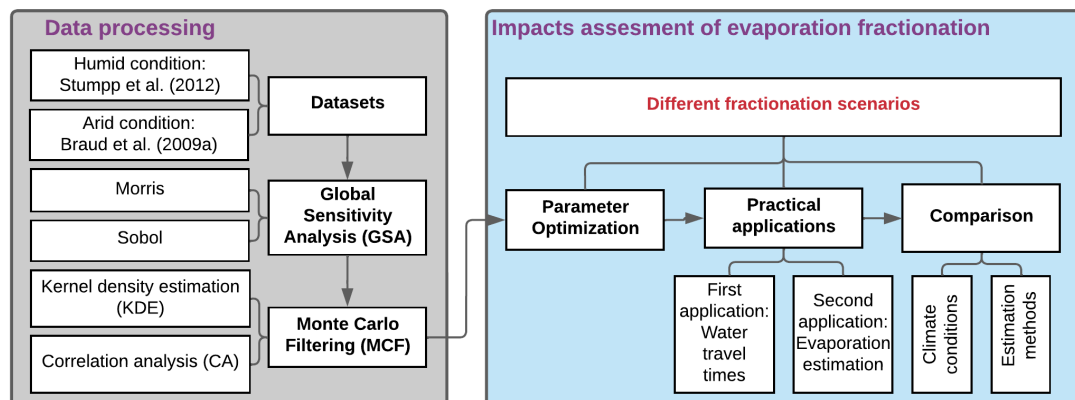 Data processing
Humid condition:
Stumpp et al. (2012)
Arid condition:
Braud et al. (2009a)
Datasets
Morris
Sobol
Global
Sensitivity
Analysis (GSA)
Kernel density estimation
(KDE)
Correlation analysis (CA)
Monte Carlo
Filtering (MCF)
Impacts assesment of evaporation fractionation
Different fractionation scenarios
Parameter
Optimization
Practical
applications
Comparison
First
application:
Water
travel
times
Second
application:
Evaporation
estimation
Climate
conditions
Estimation
methods